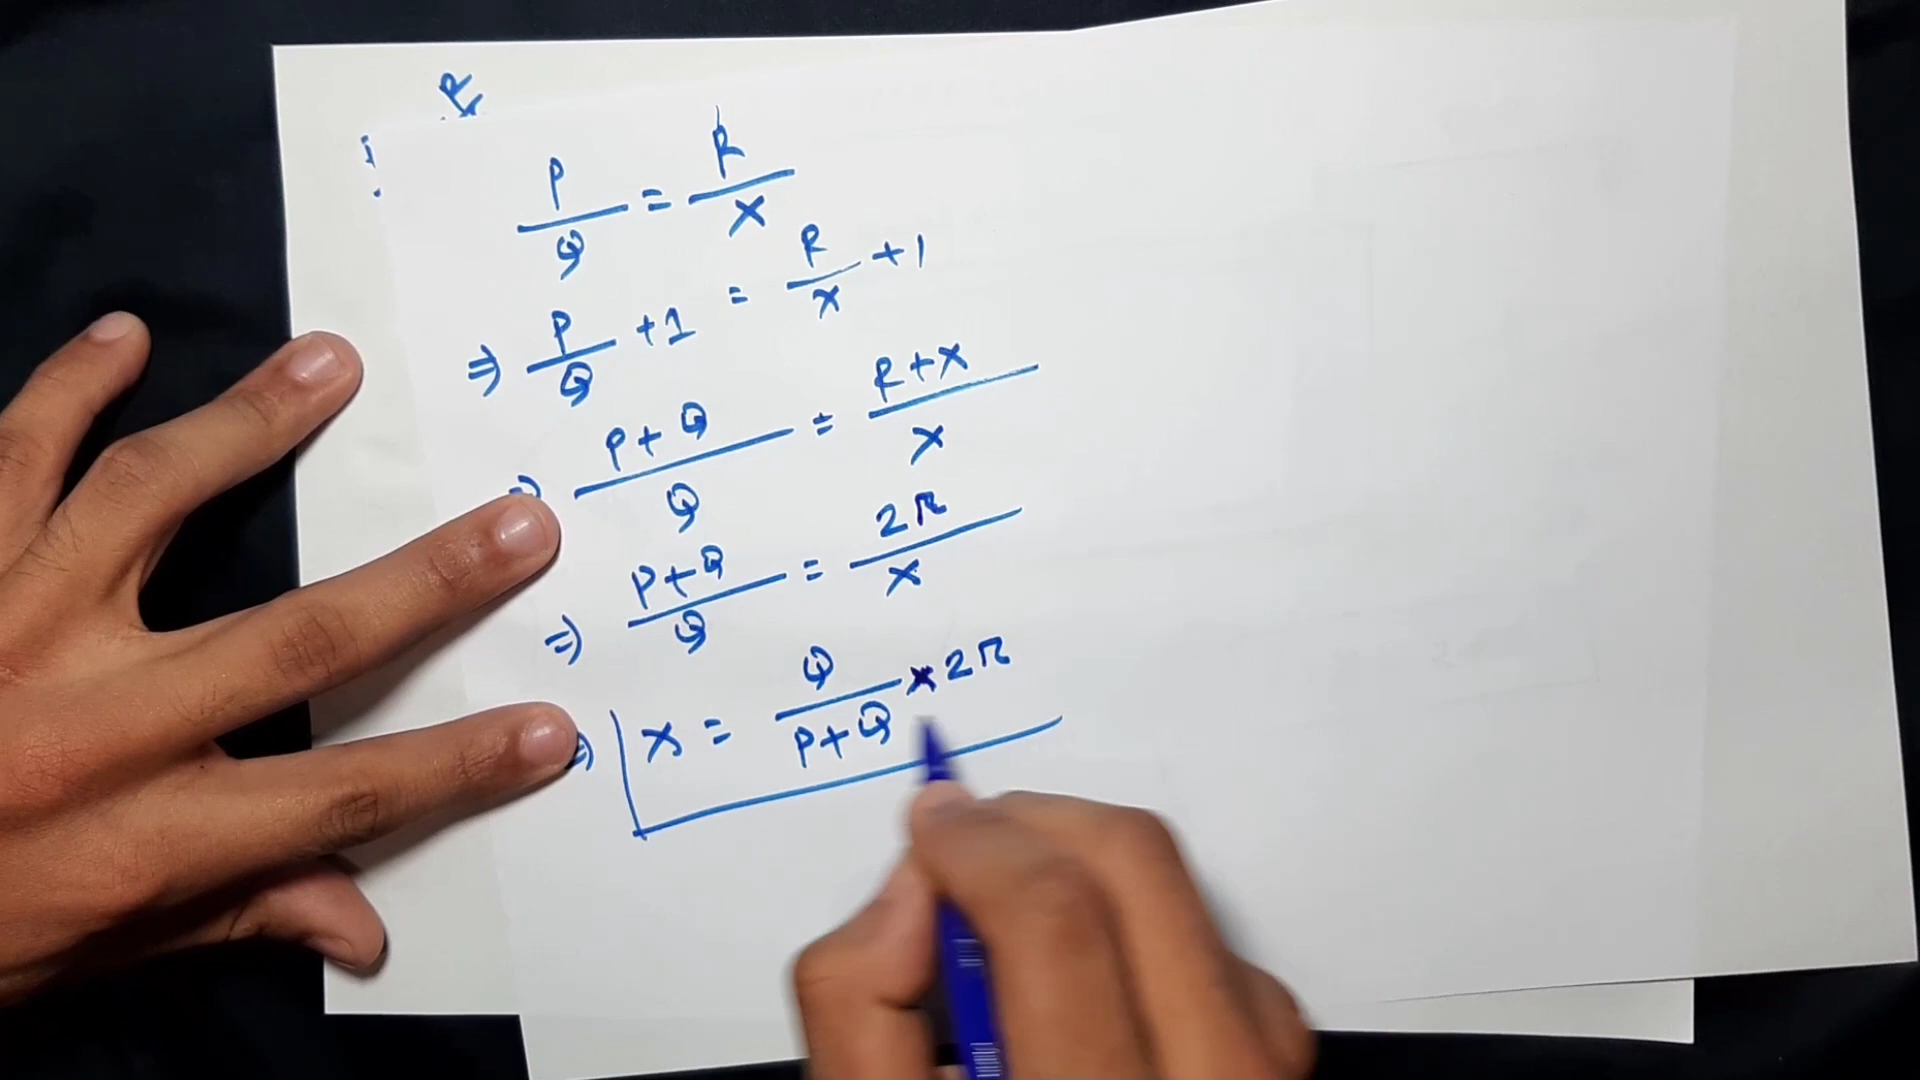 R
P/Q = R/X
⇒ P/Q + 1 = R/X + 1
⇒ P+Q/Q = R+X/X
⇒ P+Q/Q = 2r/X
⇒ X = Q/P+Q × 2r